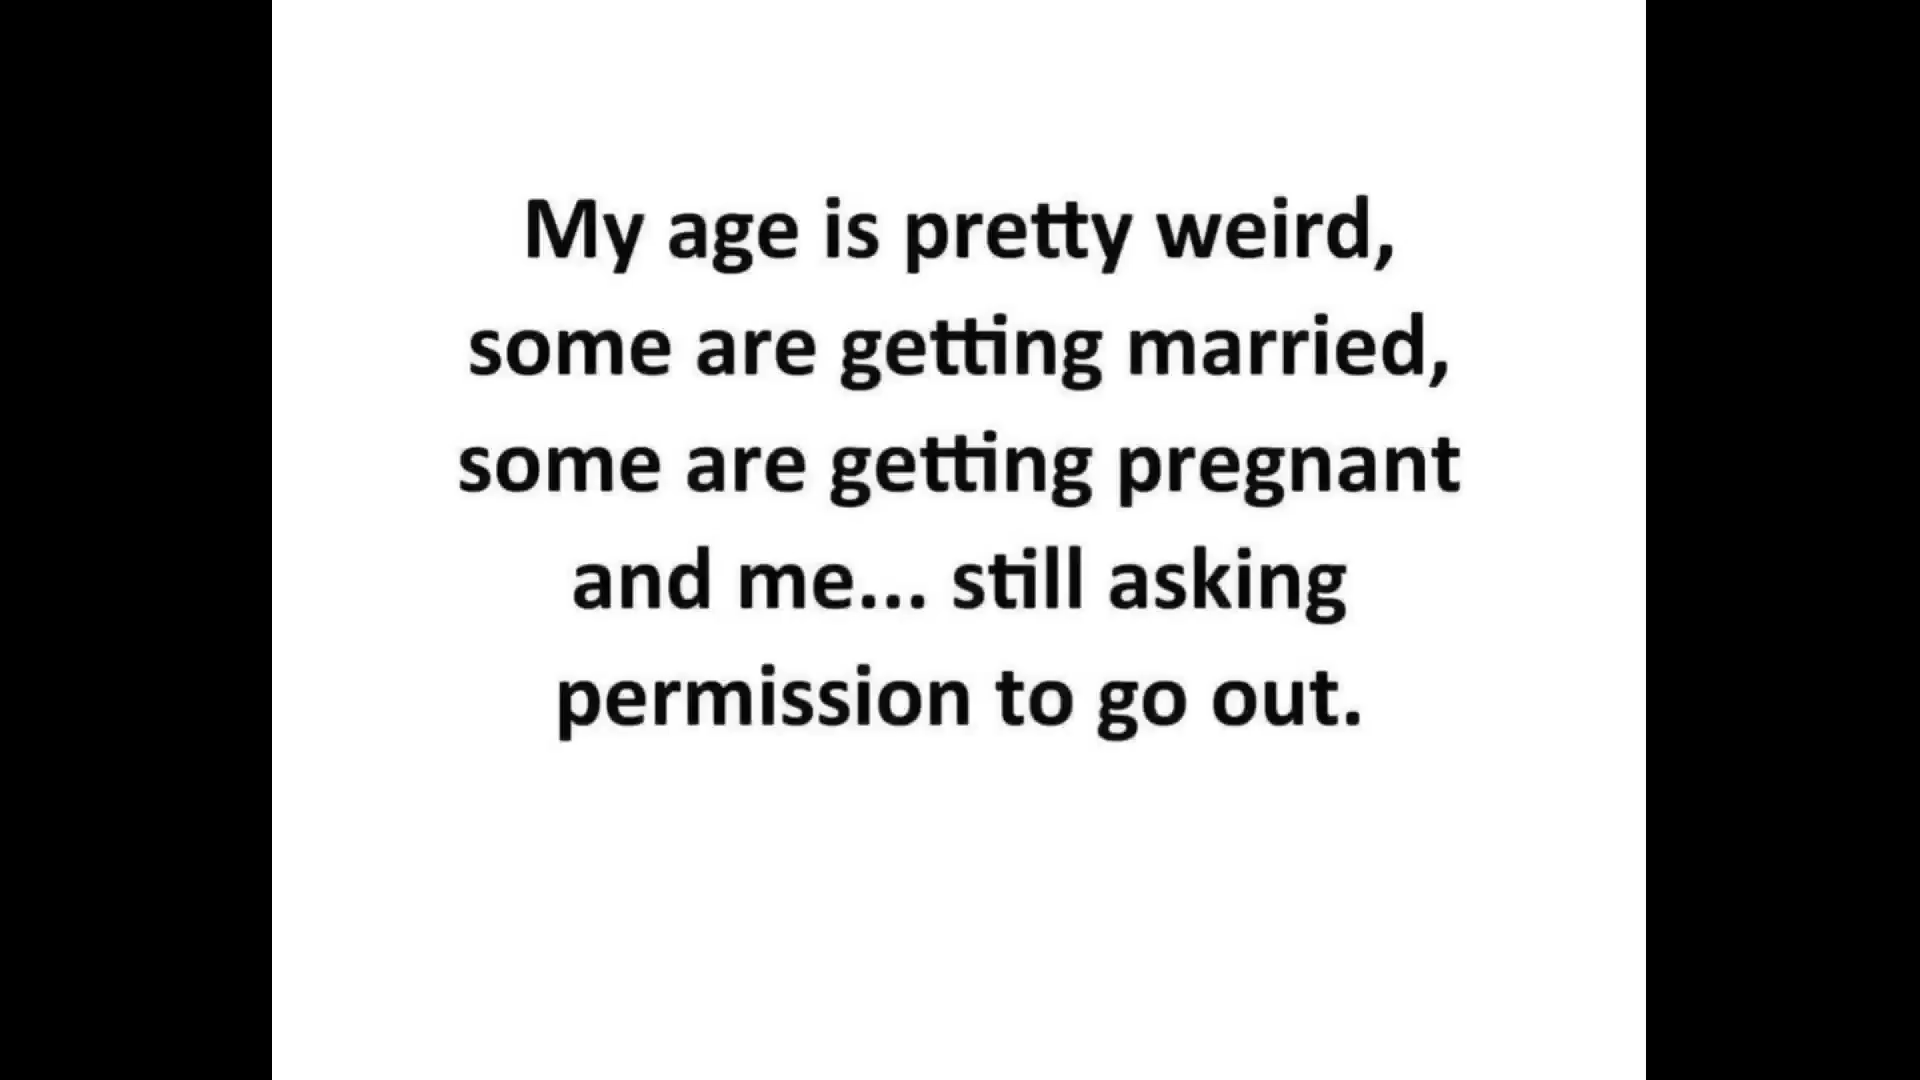 My age is pretty weird,
some are getting married,
some are getting pregnant
and me... still asking
permission to go out.